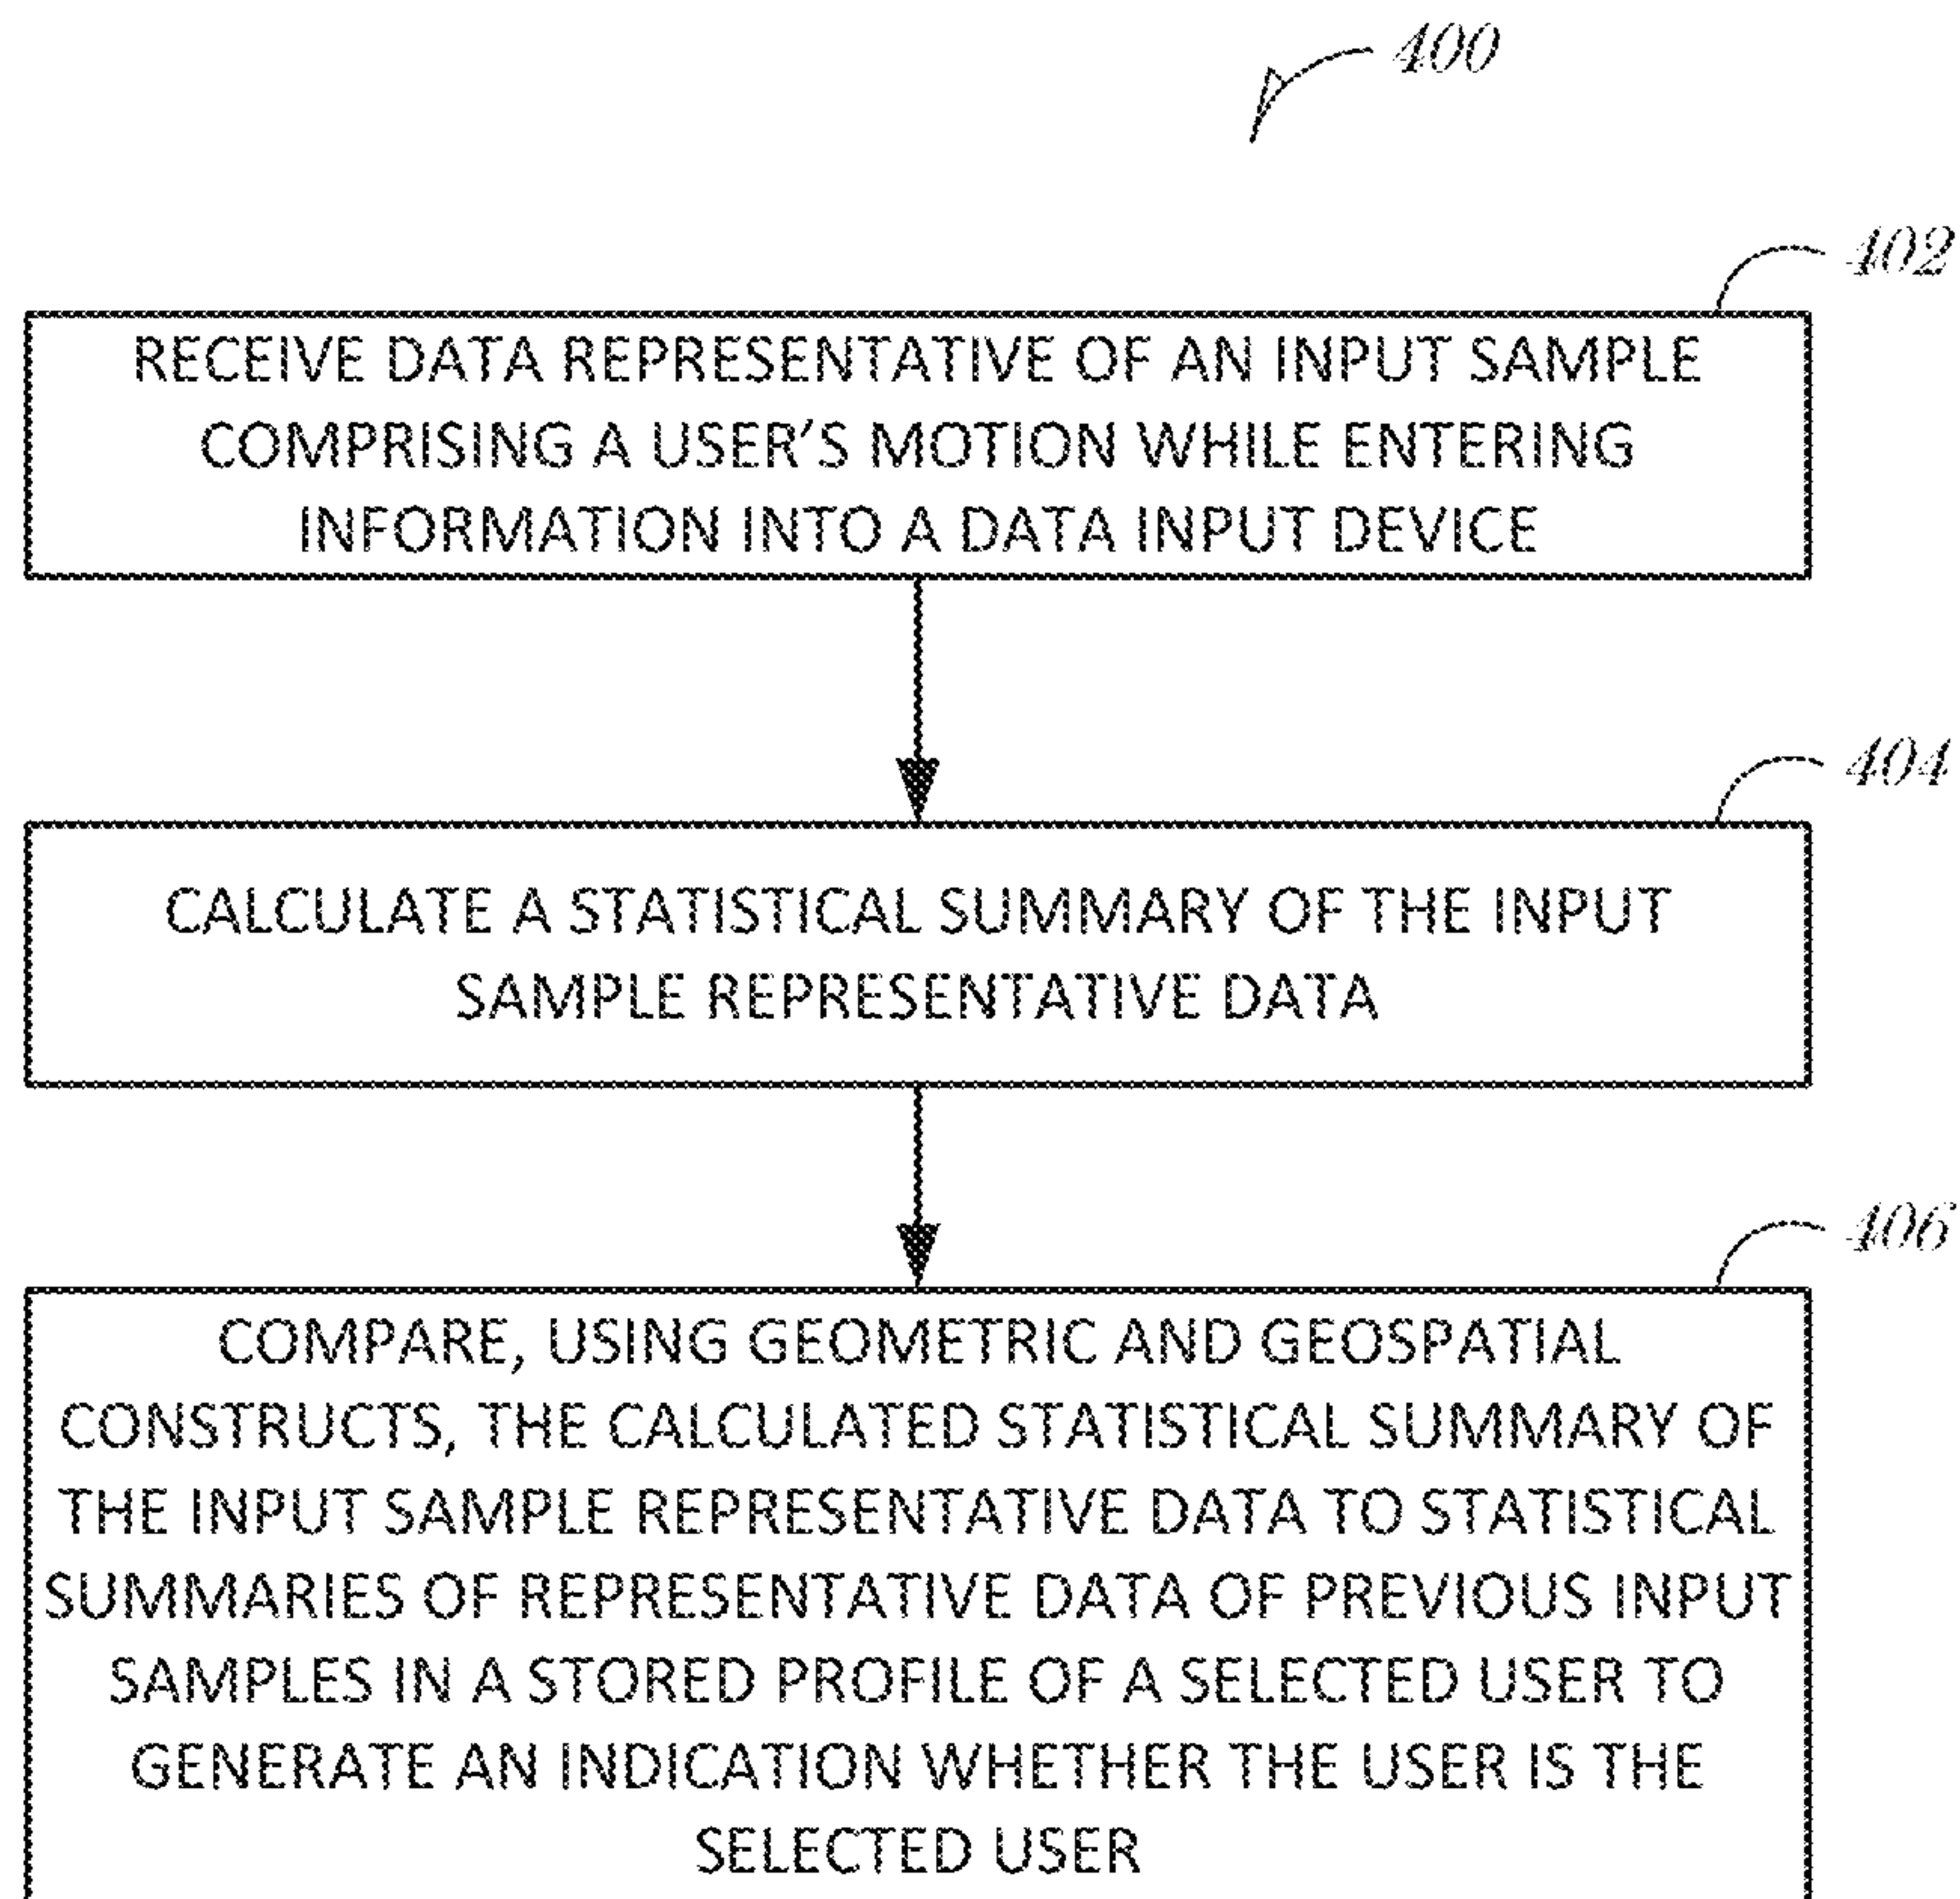 400
402
RECEIVE DATA REPRESENTATIVE OF AN INPUT SAMPLE
COMPRISING A USER'S MOTION WHILE ENTERING
INFORMATION INTO A DATA INPUT DEVICE
404
CALCULATE A STATISTICAL SUMMARY OF THE INPUT
SAMPLE REPRESENTATIVE DATA
406
COMPARE, USING GEOMETRIC AND GEOSPATIAL
CONSTRUCTS, THE CALCULATED STATISTICAL SUMMARY OF
THE INPUT SAMPLE REPRESENTATIVE DATA TO STATISTICAL
SUMMARIES OF REPRESENTATIVE DATA OF PREVIOUS INPUT
SAMPLES IN A STORED PROFILE OF A SELECTED USER TO
GENERATE AN INDICATION WHETHER THE USER IS THE
SELECTED USER